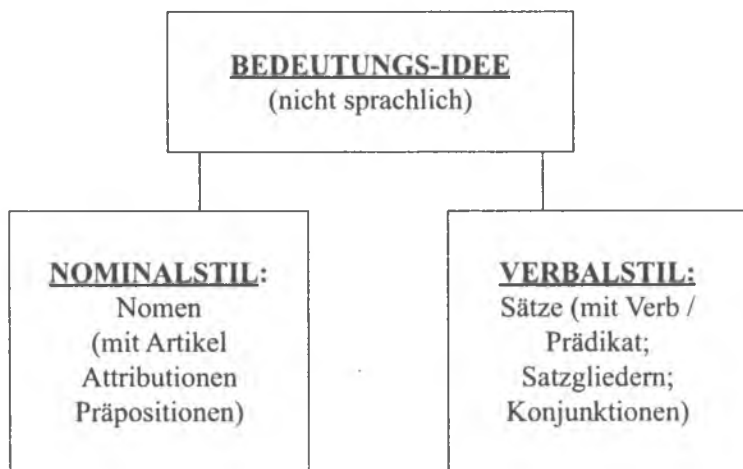 BEDEUTUNGS-IDEE
(nicht sprachlich)
NOMINALSTIL:
Nomen
(mit Artikel
Attributionen
Präpositionen)
VERBALSTIL:
Sätze (mit Verb /
Prädikat;
Satzgliedern;
Konjunktionen)